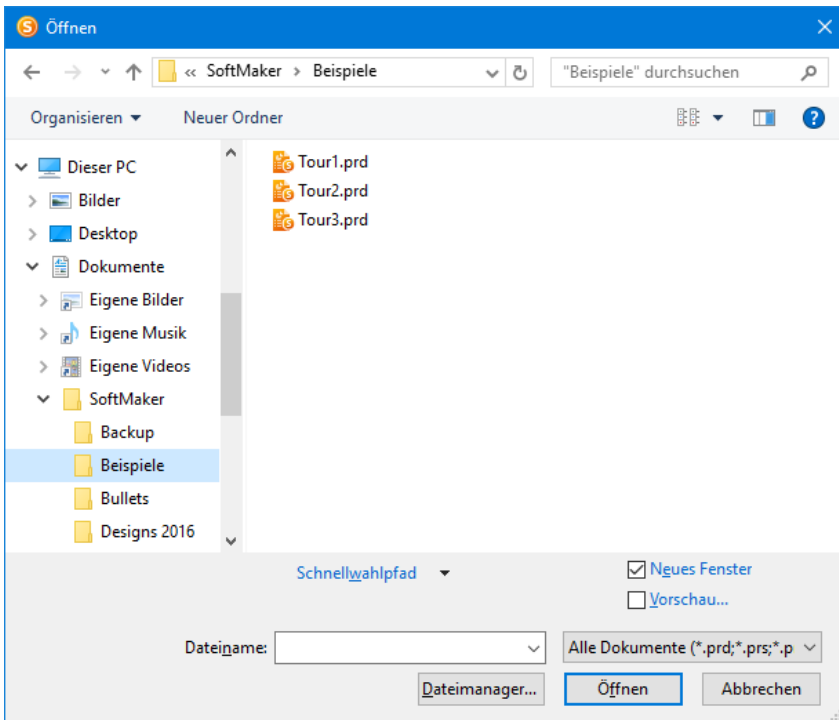 Öffnen
« SoftMaker > Beispiele
"Beispiele" durchsuchen
Organisieren
Neuer Ordner
Dieser PC
Bilder
Desktop
Dokumente
Eigene Bilder
Eigene Musik
Eigene Videos
SoftMaker
Backup
Beispiele
Bullets
Designs 2016
Tour1.prd
Tour2.prd
Tour3.prd
Schnellwahlpfad
Neues Fenster
Vorschau...
Dateiname:
Alle Dokumente (*.prd;*.prs;*.p
Dateimanager...
Öffnen
Abbrechen